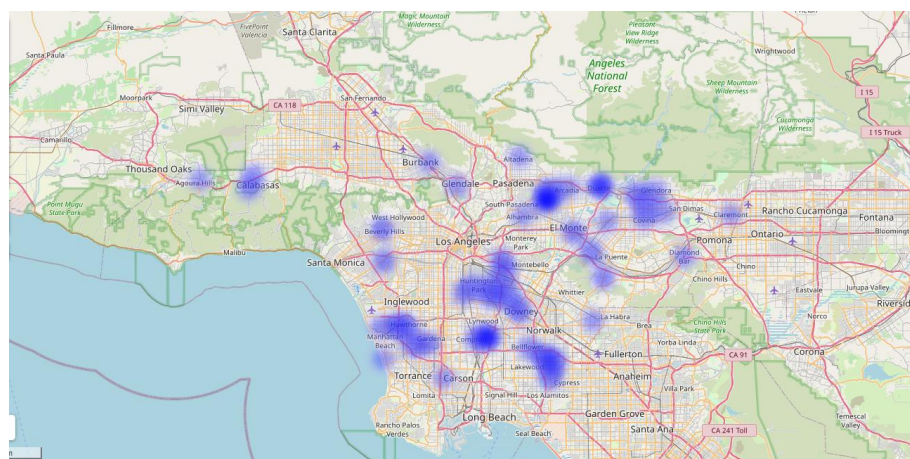 Fillmore
Santa Paula
FivePoint
Valencia
Santa Clarita
Magic Mountain
Wilderness
Pleasant
View Ridge
Wilderness
Wrightwood
Angeles
National
Forest
Sheep Mountain
Wilderness
Cucamonga
Wilderness
I 15
I 15 Truck
Moorpark
Simi Valley
CA 118
San Fernando
Camarillo
Thousand Oaks
Agoura Hills
Calabasas
Burbank
Glendale
Altadena
Pasadena
Arcadia
Glendora
South Pasadena
Alhambra
San Dimas
Covina
Claremont
Rancho Cucamonga
Fontana
Point Mugu
State Park
West Hollywood
Beverly Hills
Los Angeles
Monterey
Park
El Monte
Pomona
Ontario
Bloomington
Malibu
Santa Monica
Montebello
La Puente
Diamond
Bar
Chino
Chino Hills
Jurupa Valley
Huntington
Park
Whittier
Eastvale
Riversid
Inglewood
Downey
Norco
Hawthorne
Lynwood
Norwalk
La Habra
Brea
Chino Hills
State Park
Manhattan
Beach
Gardena
Comp
Bellflower
Yorba Linda
Fullerton
CA 91
Corona
Lakewood
Torrance
Carson
Cypress
Anaheim
Villa Park
Lomita
Signal Hill
Los Alamitos
Long Beach
Garden Grove
Rancho Palos
Verdes
Seal Beach
Santa Ana
CA 241 Toll
Temescal
Valley